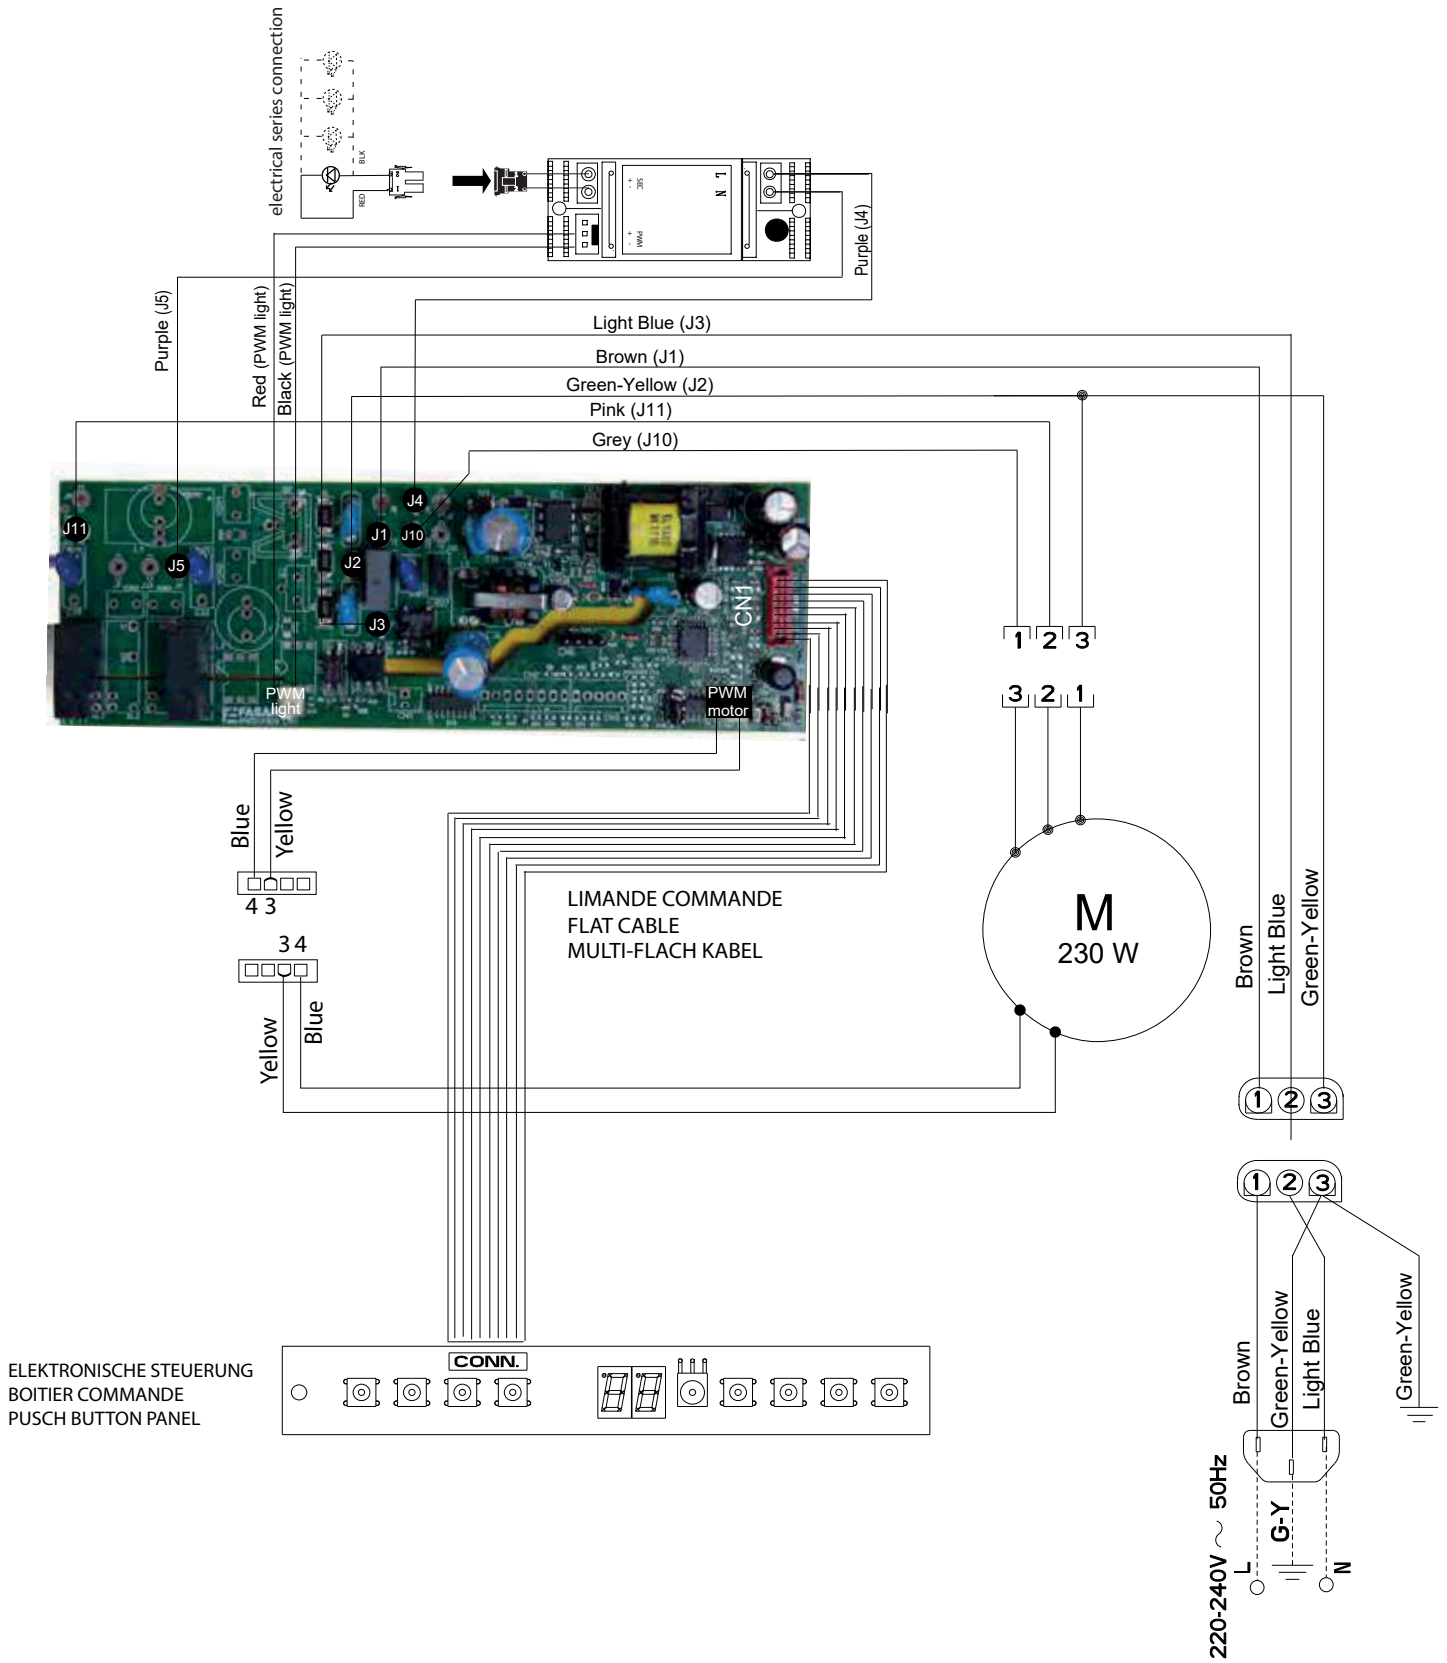 electrical series connection
BLK
RED
2
1
SEC
+ -
L
N
PWM
+ -
Purple (J4)
Purple (J5)
Red (PWM light)
Black (PWM light)
Light Blue (J3)
Brown (J1)
Green-Yellow (J2)
Pink (J11)
Grey (J10)
J11
J5
J4
J1
J10
J2
J3
CN1
PWM
light
PWM
motor
1 2 3
3 2 1
Blue
Yellow
4 3
3 4
Yellow
Blue
LIMANDE COMMANDE
FLAT CABLE
MULTI-FLACH KABEL
M
230 W
Brown
Light Blue
Green-Yellow
1 2 3
1 2 3
Brown
Green-Yellow
Light Blue
Green-Yellow
ELEKTRONISCHE STEUERUNG
BOITIER COMMANDE
PUSCH BUTTON PANEL
CONN.
220-240V ~ 50Hz
L
G-Y
N